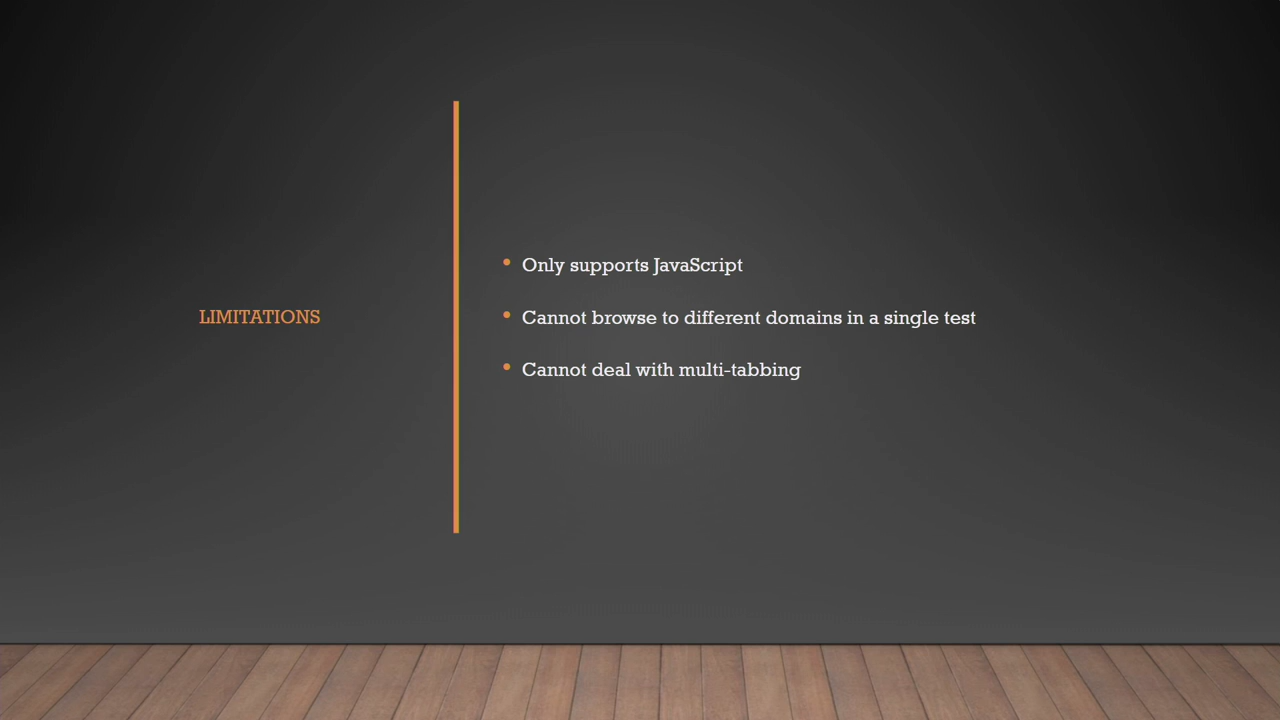 LIMITATIONS
• Only supports JavaScript
• Cannot browse to different domains in a single test
• Cannot deal with multi-tabbing